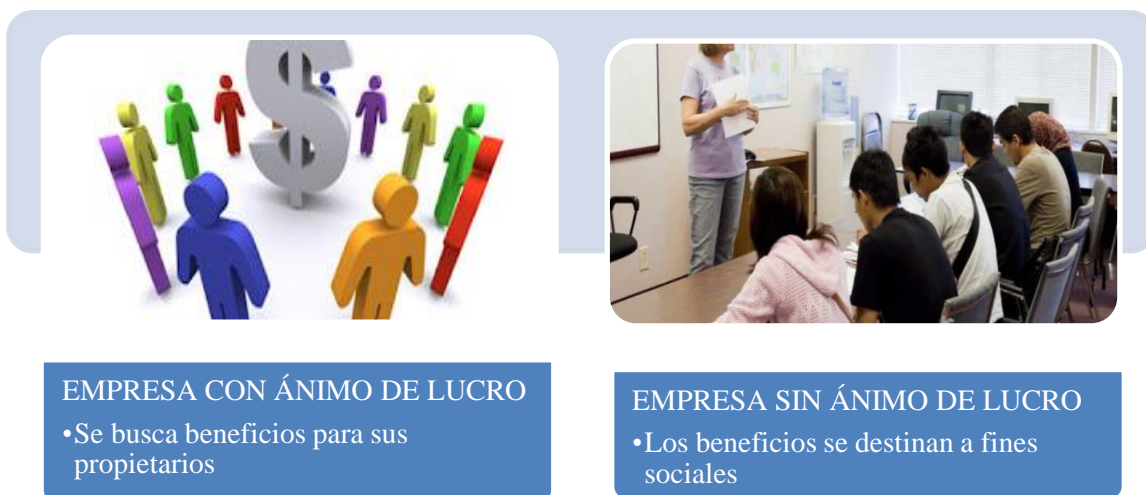 EMPRESA CON ÁNIMO DE LUCRO
•Se busca beneficios para sus
propietarios
EMPRESA SIN ÁNIMO DE LUCRO
•Los beneficios se destinan a fines
sociales